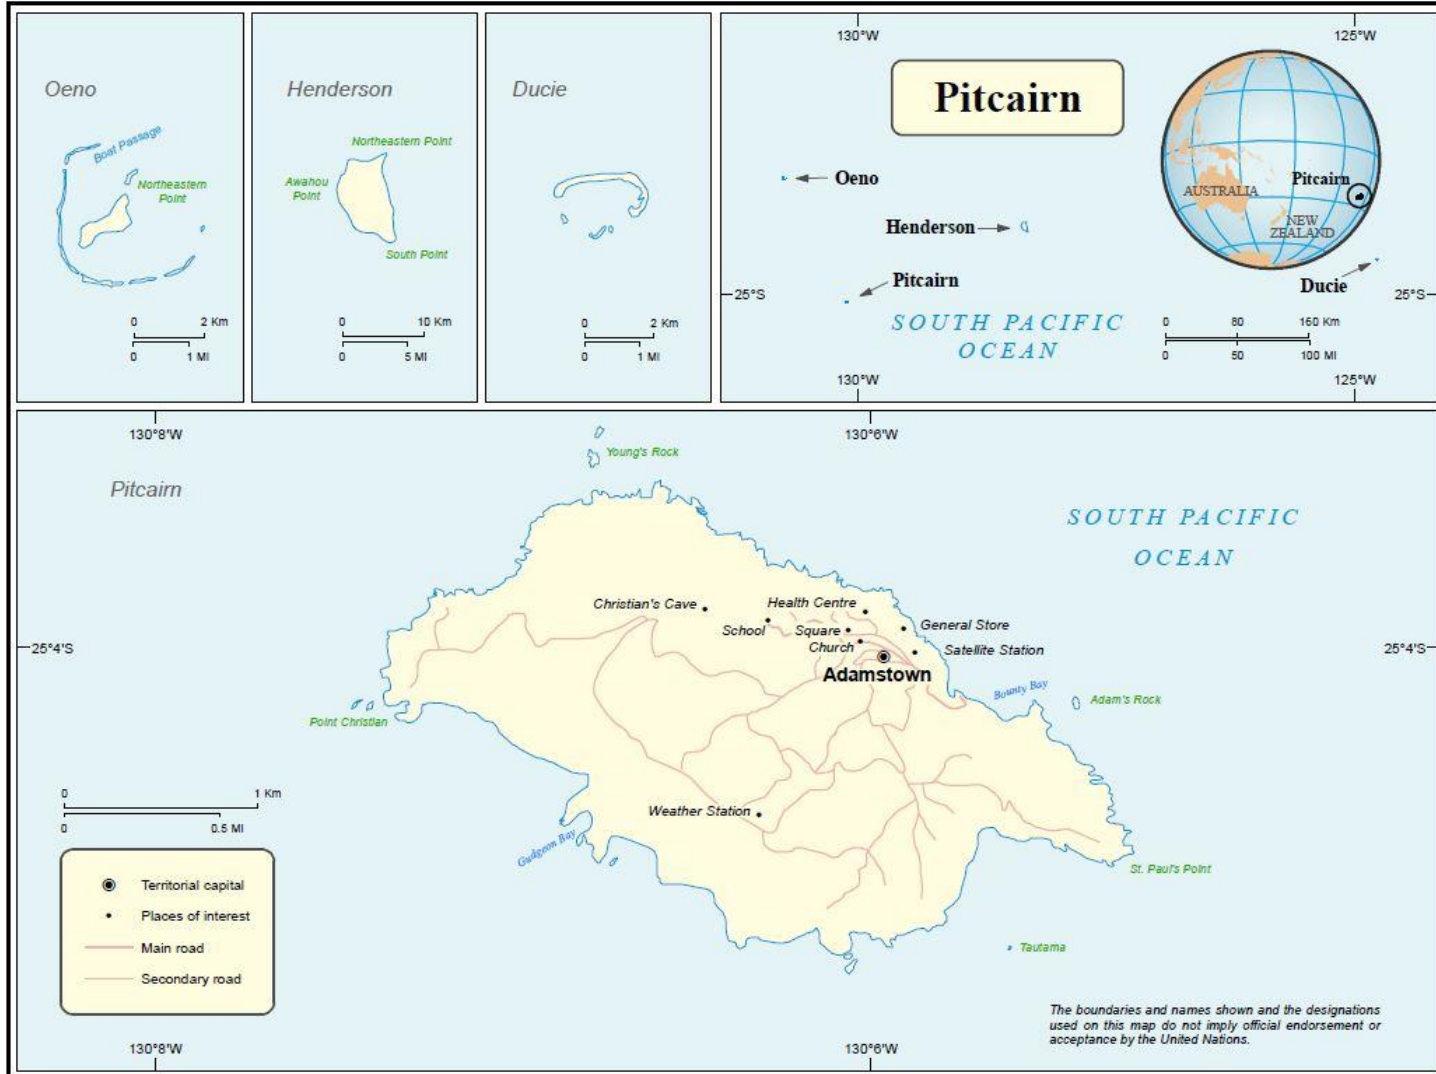 Oeno
Boat Passage
Northeastern
Point
0 2 Km
0 1 MI
Henderson
Northeastern Point
Awahou
Point
South Point
0 10 Km
0 5 MI
Ducie
0 2 Km
0 1 MI
130°W 125°W
Pitcairn
Oeno
Henderson
Pitcairn
25°S
SOUTH PACIFIC
OCEAN
AUSTRALIA
Pitcairn
NEW
ZEALAND
Ducie
25°S
0 80 160 Km
0 50 100 MI
130°W 125°W
130°8'W 130°6'W
Pitcairn
Young's Rock
SOUTH PACIFIC
OCEAN
Christian's Cave
Health Centre
School
Square
General Store
Church
Satellite Station
25°4'S 25°4'S
Adamstown
Bounty Bay
Adam's Rock
Point Christian
0 1 Km
0 0.5 MI
Weather Station
Gudgeon Bay
St. Paul's Point
Tautama
Territorial capital
Places of interest
Main road
Secondary road
The boundaries and names shown and the designations
used on this map do not imply official endorsement or
acceptance by the United Nations.
130°8'W 130°6'W